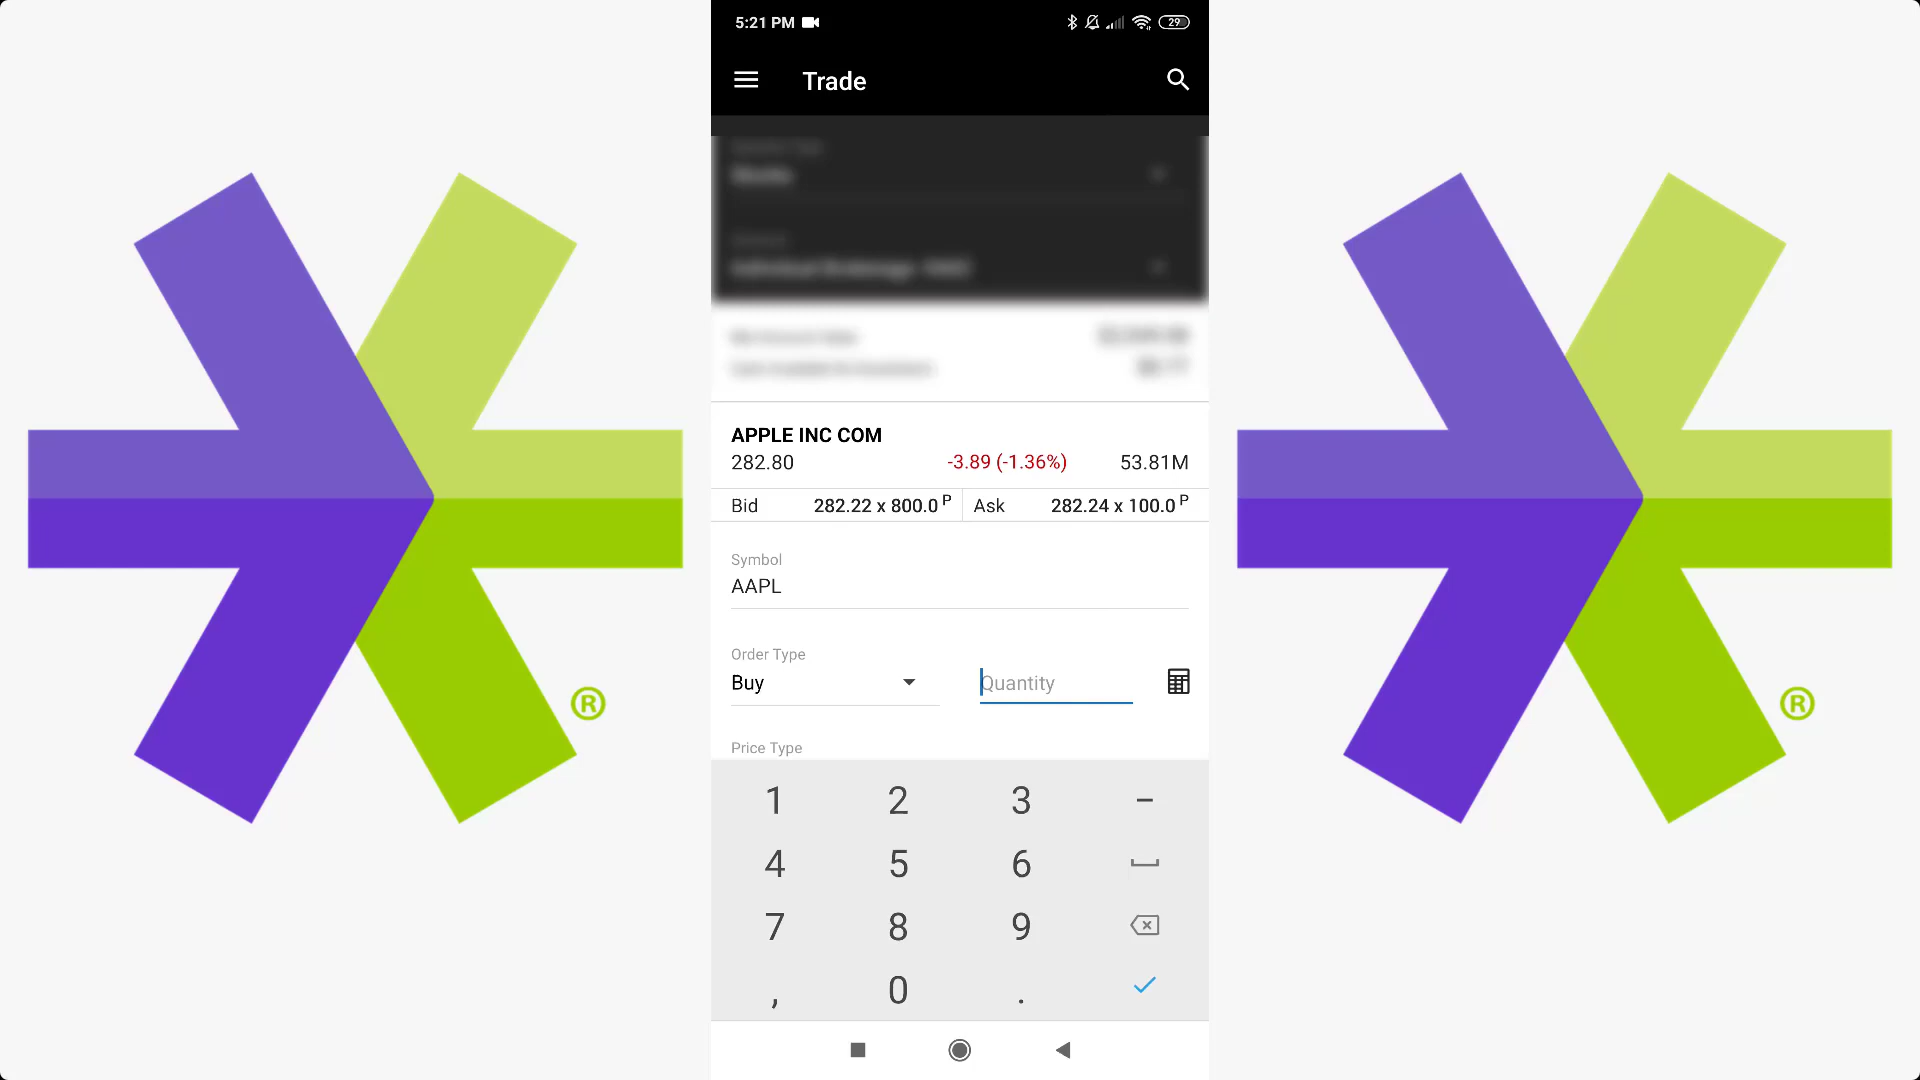 5:21 PM
29
Trade
APPLE INC COM
282.80 -3.89 (-1.36%) 53.81M
Bid 282.22 x 800.0 P Ask 282.24 x 100.0 P
Symbol
AAPL
Order Type
Buy Quantity
Price Type
1 2 3 -
4 5 6
7 8 9
, 0 .
®
®